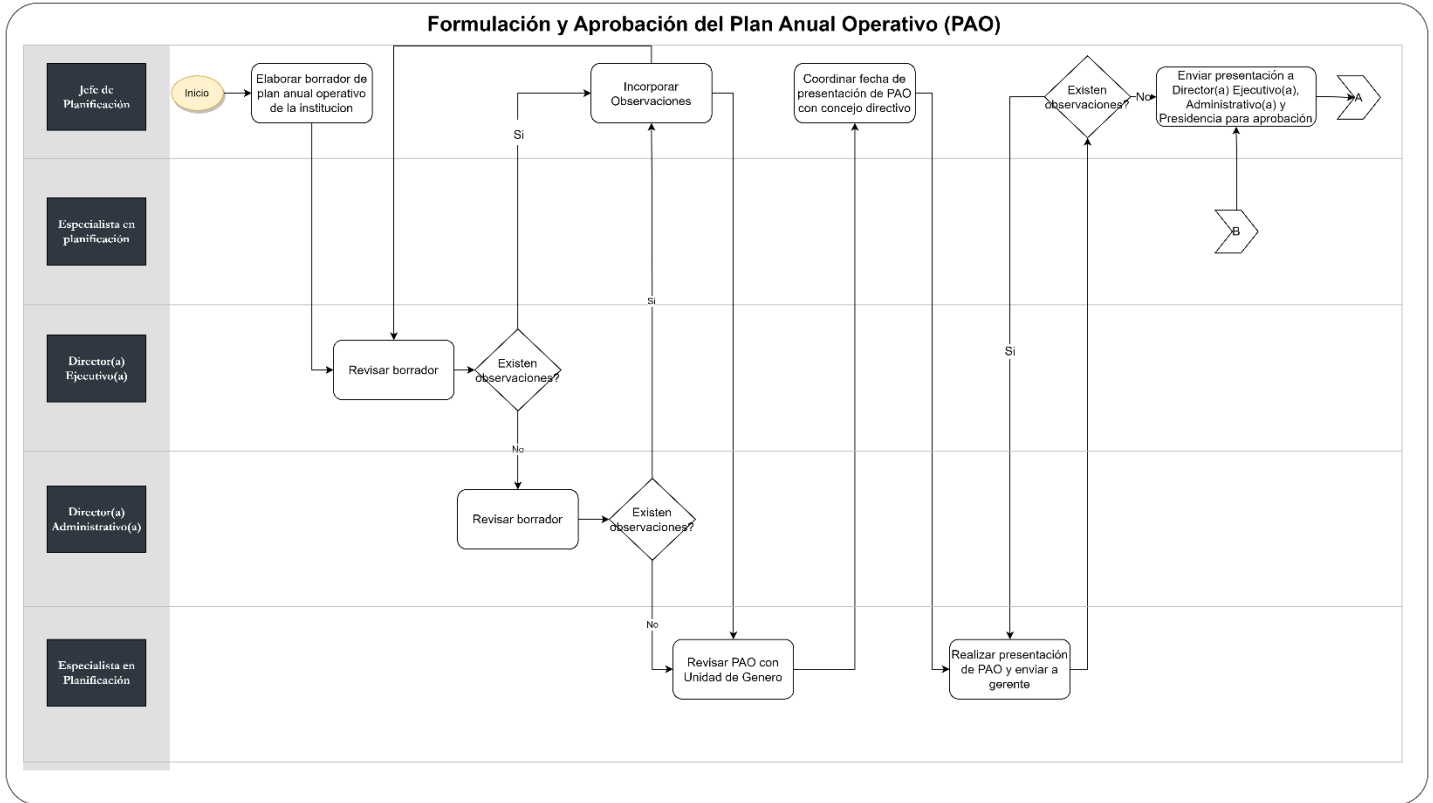 Formulación y Aprobación del Plan Anual Operativo (PAO)
Jefe de
Planificación
Inicio
Elaborar borrador de
plan anual operativo
de la institucion
Incorporar
Observaciones
Coordinar fecha de
presentación de PAO
con concejo directivo
Existen
observaciones?
No
Enviar presentación a
Director(a) Ejecutivo(a),
Administrativo(a) y
Presidencia para aprobación
A
Si
Especialista en
planificación
B
Si
Director(a)
Ejecutivo(a)
Revisar borrador
Existen
observaciones?
Si
No
Director(a)
Administrativo(a)
Revisar borrador
Existen
observaciones?
No
Especialista en
Planificación
Revisar PAO con
Unidad de Genero
Realizar presentación
de PAO y enviar a
gerente